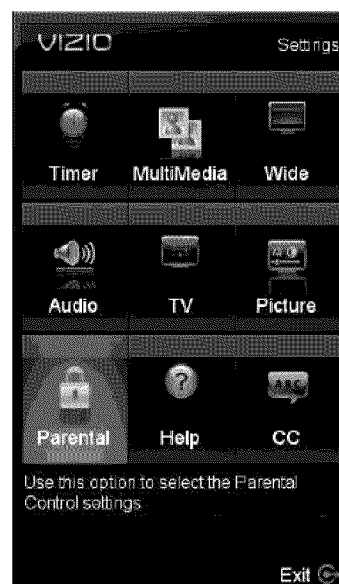 VIZIO Settings
Timer MultiMedia Wide
Audio TV Picture
ABC
Parental Help CC
Use this option to select the Parental
Control settings
Exit